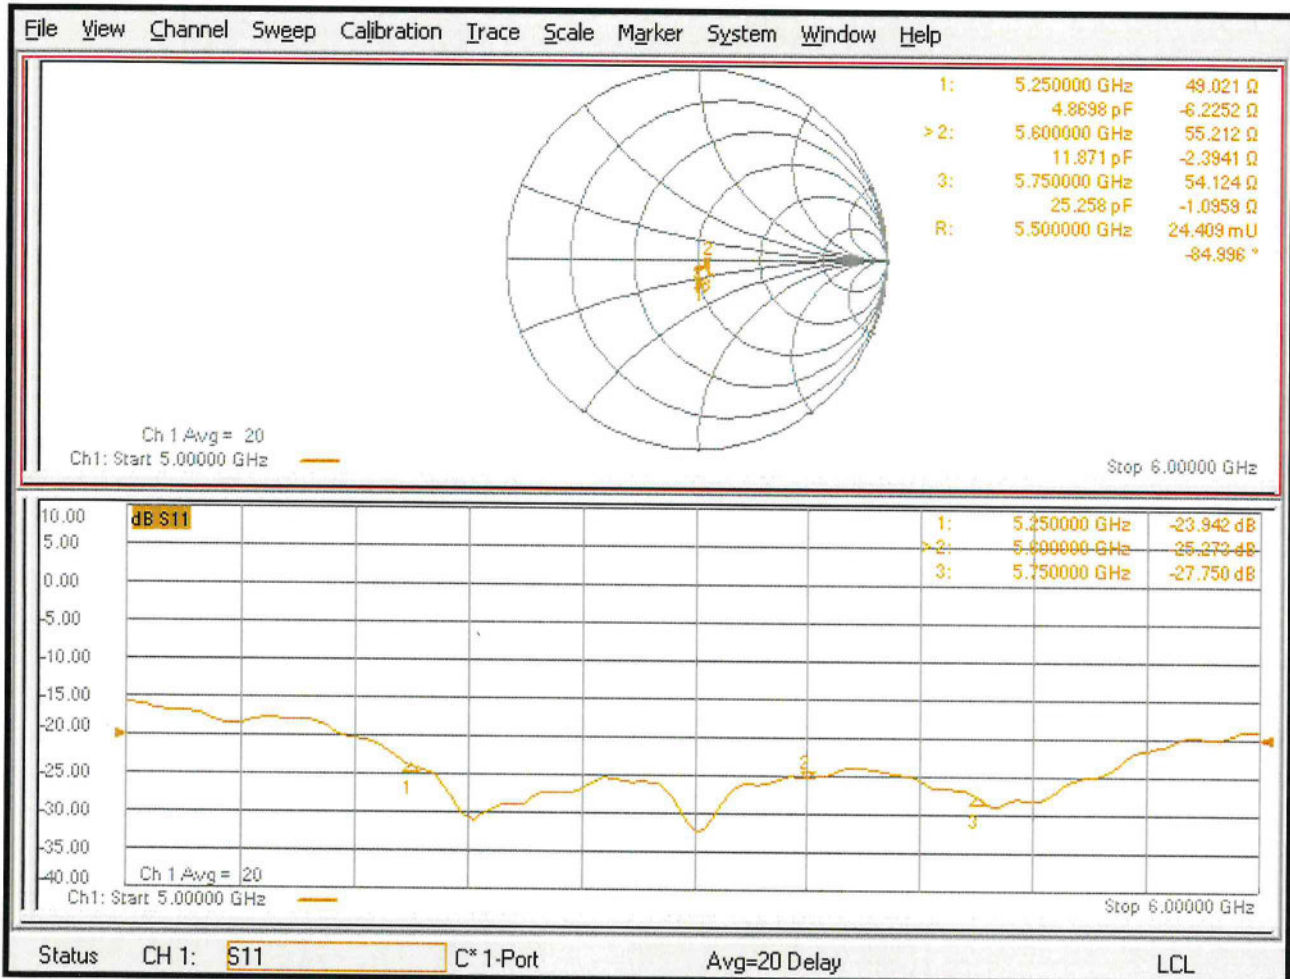 File View Channel Sweep Calibration Trace Scale Marker System Window Help
1: 5.250000 GHz 49.021 Ω
4.8698 pF -6.2252 Ω
> 2: 5.600000 GHz 55.212 Ω
11.871 pF -2.3941 Ω
3: 5.750000 GHz 54.124 Ω
25.258 pF -1.0959 Ω
R: 5.500000 GHz 24.409 mU
-84.996 °
2
Ch 1 Avg = 20
Ch1: Start 5.00000 GHz
Stop 6.00000 GHz
dB S11
10.00
5.00
0.00
-5.00
-10.00
-15.00
-20.00
-25.00
-30.00
-35.00
-40.00
1: 5.250000 GHz -23.942 dB
> 2: 5.600000 GHz -25.273 dB
3: 5.750000 GHz -27.750 dB
1
2
3
Ch 1 Avg = 20
Ch1: Start 5.00000 GHz
Stop 6.00000 GHz
Status CH 1: S11 C* 1-Port Avg=20 Delay LCL